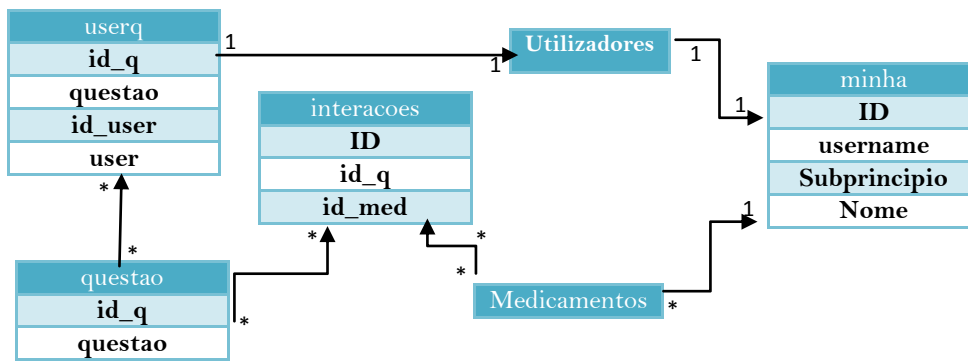 userq
id_q
questao
id_user
user
1
1
Utilizadores
1
1
minha
ID
username
Subprincipio
Nome
1
interacoes
ID
id_q
id_med
*
*
*
*
*
*
*
questao
id_q
questao
Medicamentos